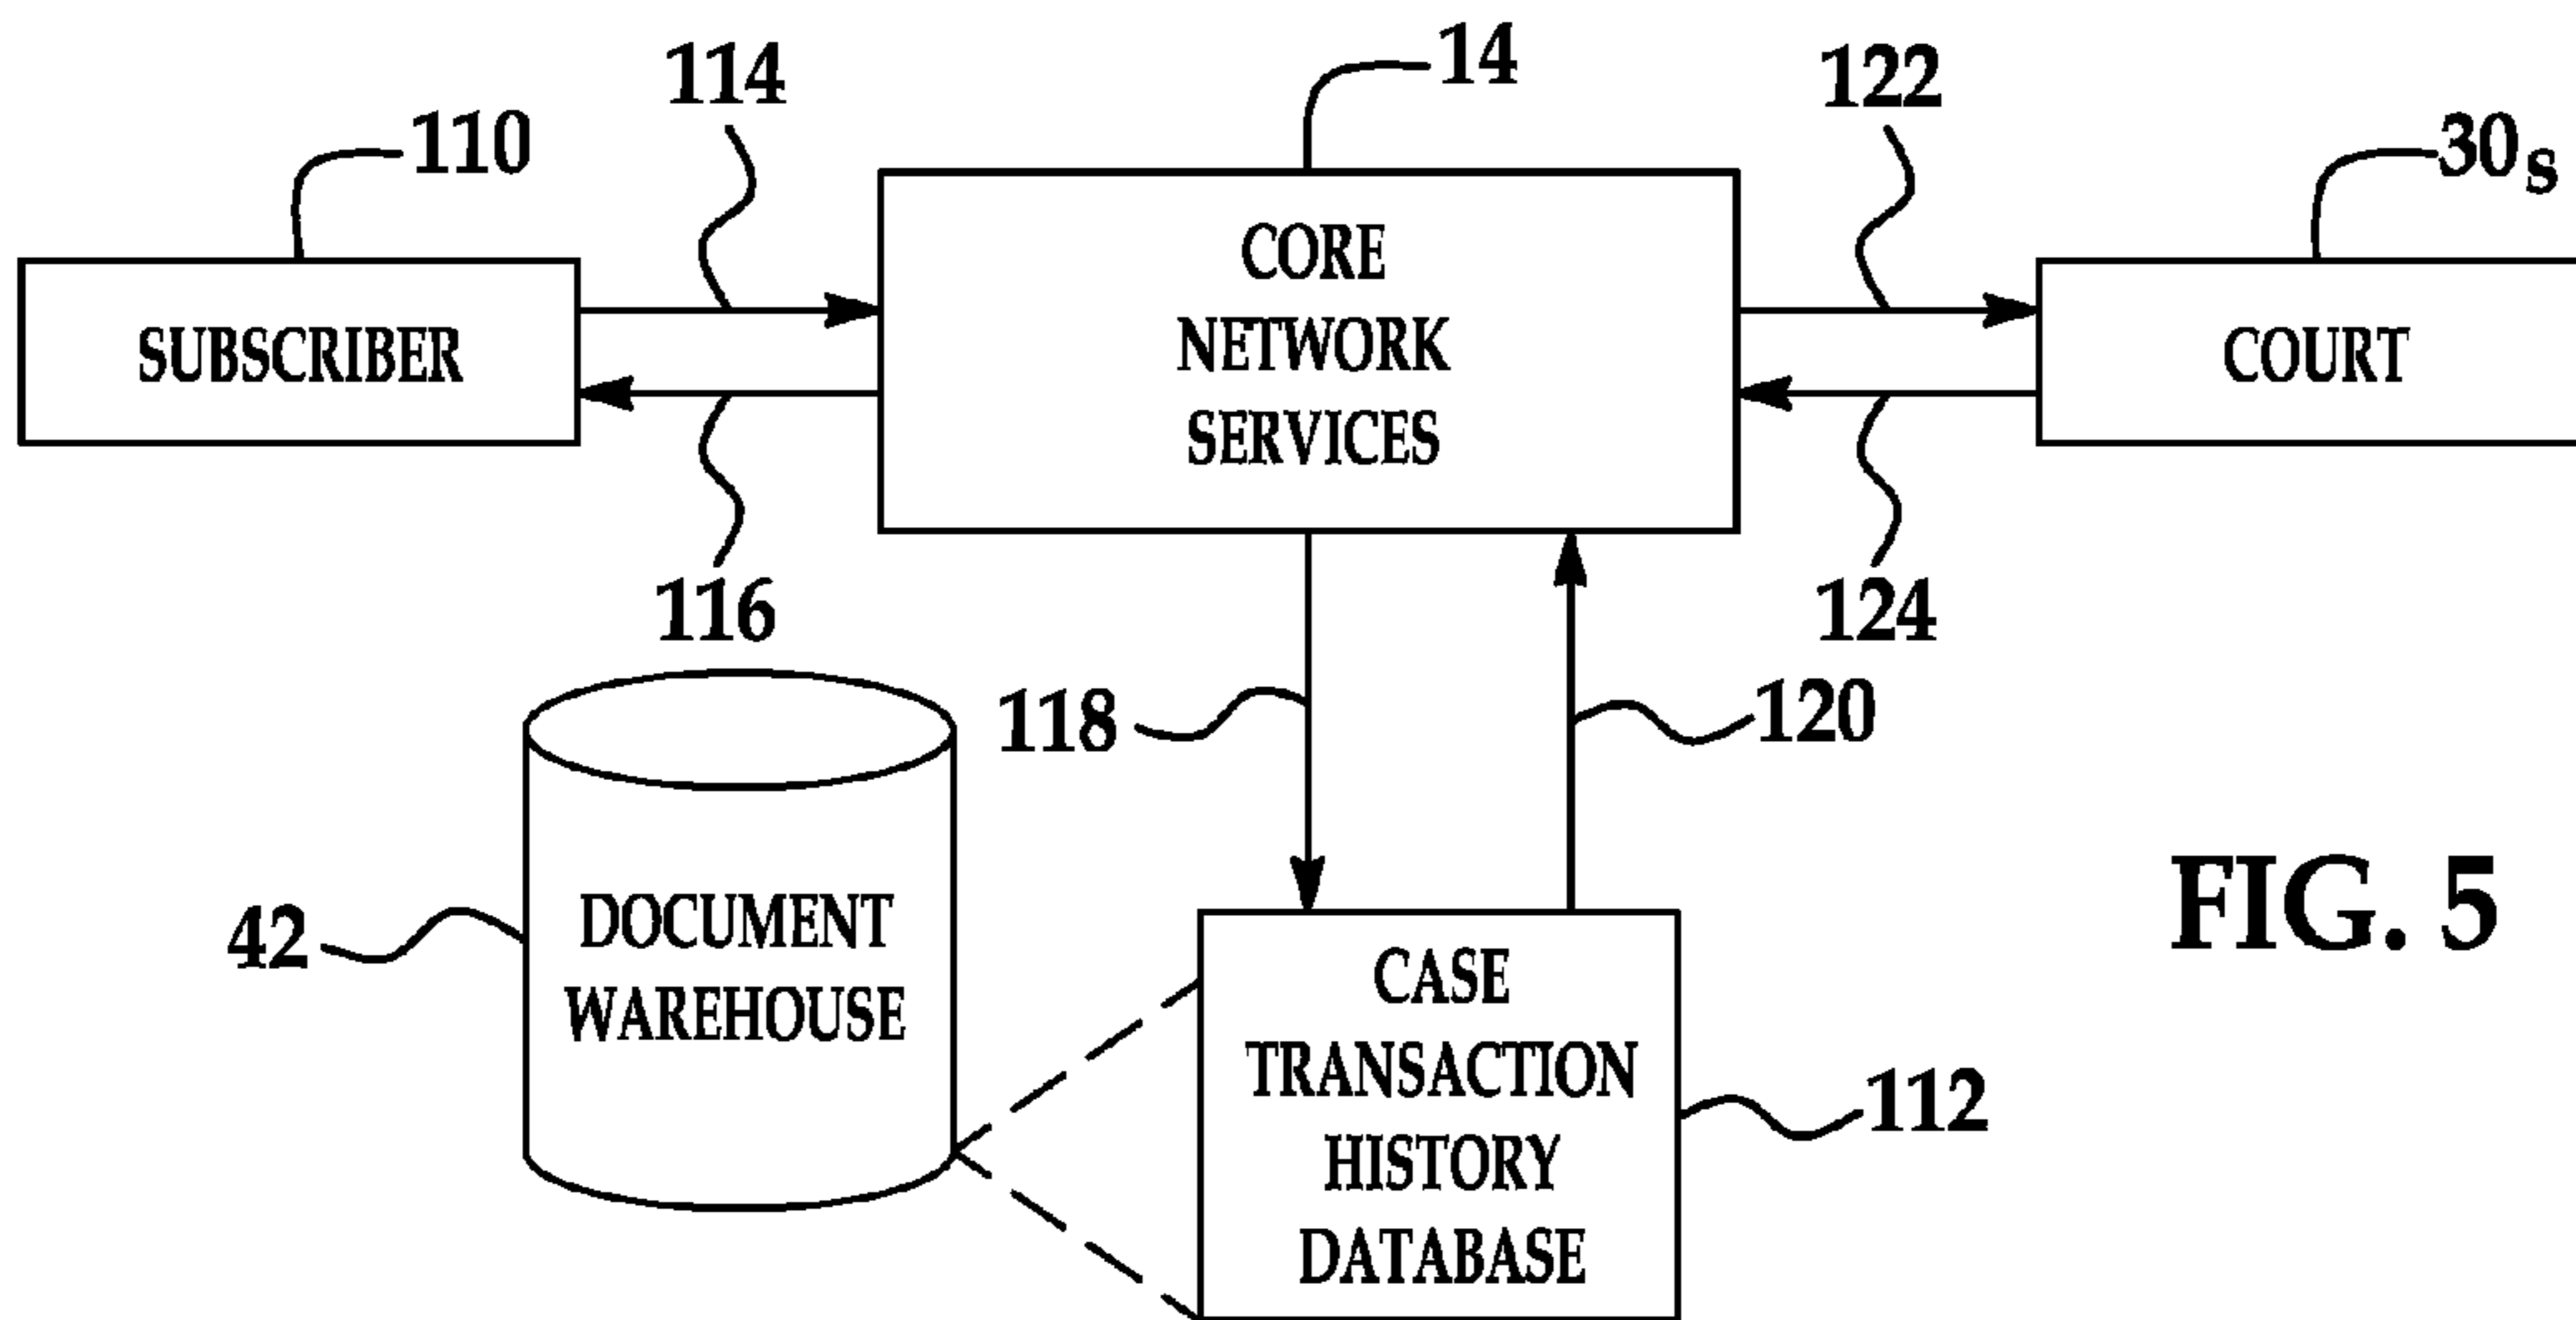 14
114
122
110
30s
CORE
NETWORK
SERVICES
SUBSCRIBER
COURT
116
124
118
120
DOCUMENT
WAREHOUSE
42
CASE
TRANSACTION
HISTORY
DATABASE
112
FIG. 5